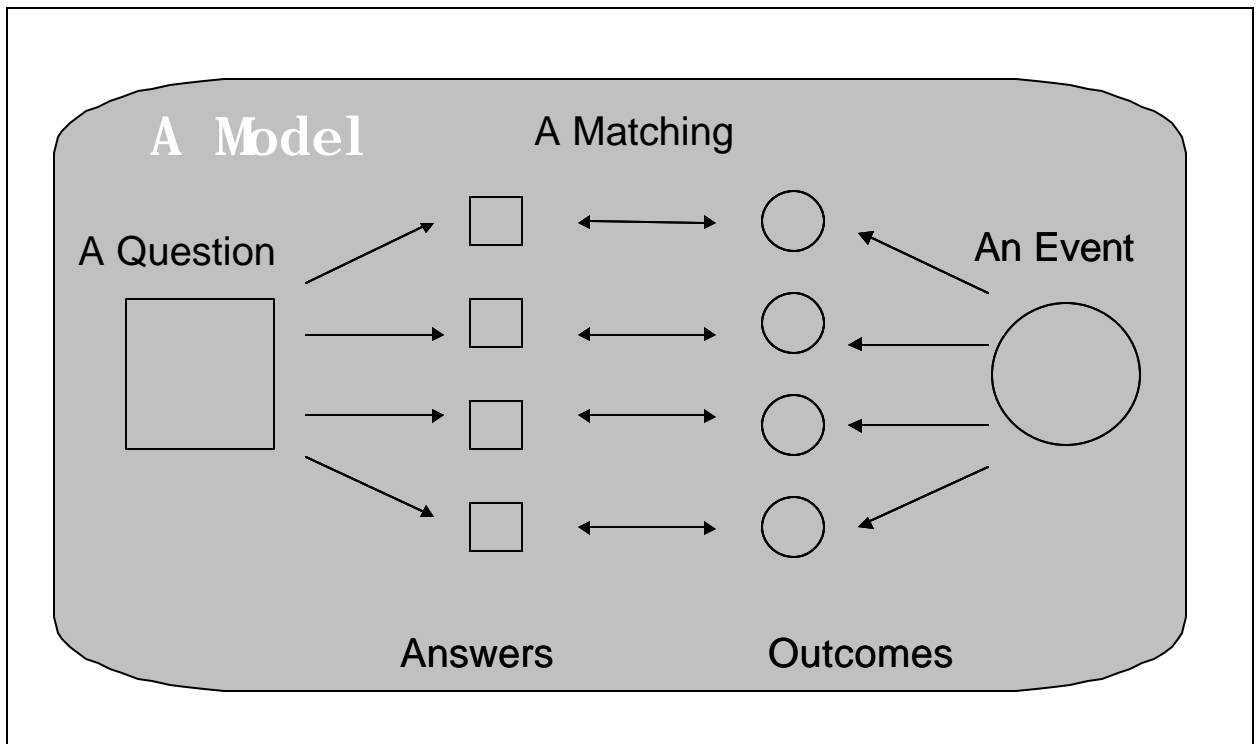 A Model
A Matching
A Question
An Event
Answers
Outcomes